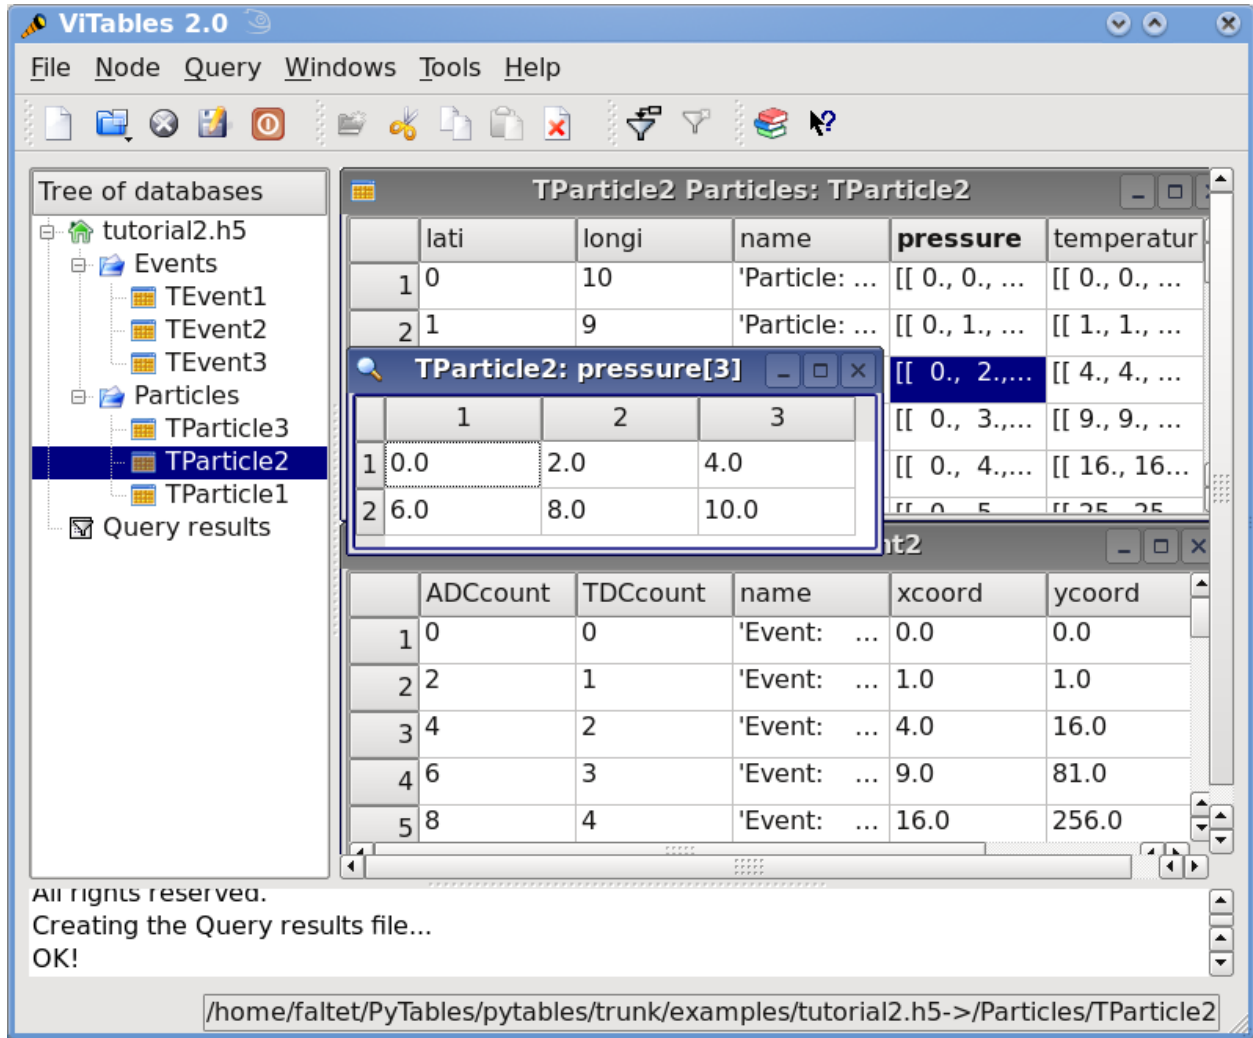 ViTables 2.0
File Node Query Windows Tools Help
Tree of databases
tutorial2.h5
Events
TEvent1
TEvent2
TEvent3
Particles
TParticle3
TParticle2
TParticle1
Query results
TParticle2 Particles: TParticle2
lati longi name pressure temperatur
1 0 10 'Particle: ... [[ 0., 0., ... [[ 0., 0., ...
2 1 9 'Particle: ... [[ 0., 1., ... [[ 1., 1., ...
[[ 0., 2.,... [[ 4., 4., ...
[[ 0., 3.,... [[ 9., 9., ...
[[ 0., 4.,... [[ 16., 16...
TParticle2: pressure[3]
1 2 3
1 0.0 2.0 4.0
2 6.0 8.0 10.0
nt2
ADCcount TDCcount name xcoord ycoord
1 0 0 'Event: ... 0.0 0.0
2 2 1 'Event: ... 1.0 1.0
3 4 2 'Event: ... 4.0 16.0
4 6 3 'Event: ... 9.0 81.0
5 8 4 'Event: ... 16.0 256.0
All rights reserved.
Creating the Query results file...
OK!
/home/faltet/PyTables/pytables/trunk/examples/tutorial2.h5->/Particles/TParticle2